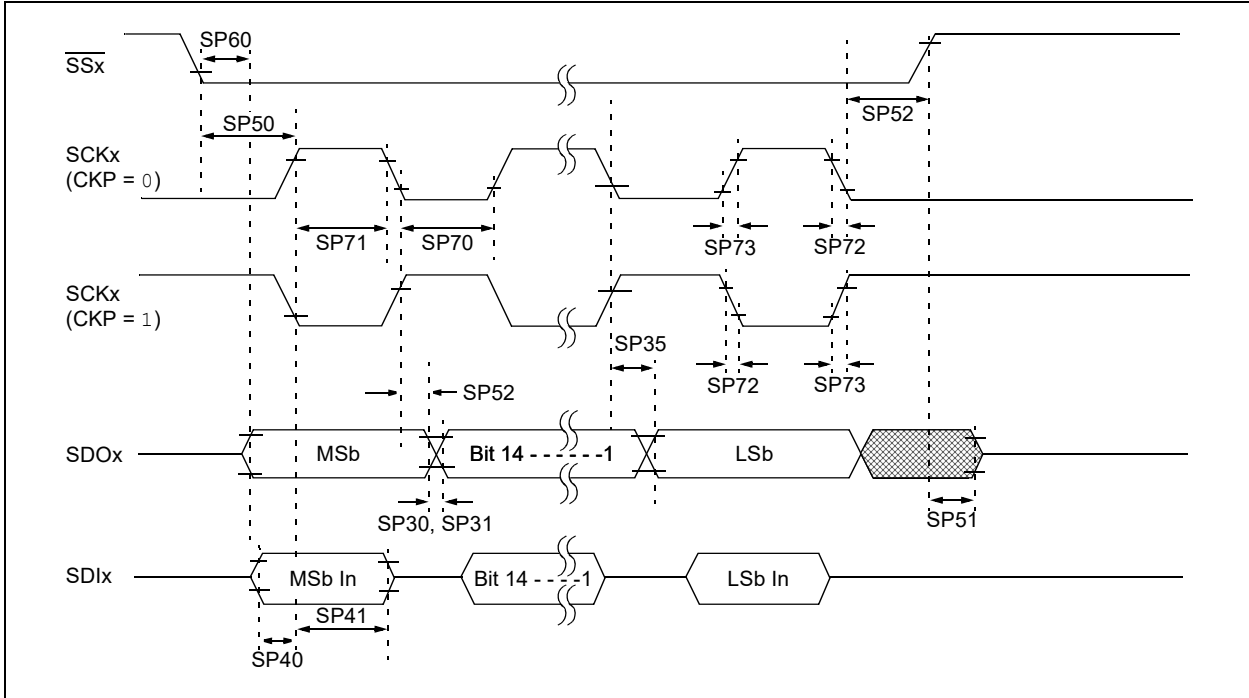 SP60
SSx
SP52
SP50
SCKx
(CKP = 0)
SP71
SP70
SP73
SP72
SCKx
(CKP = 1)
SP35
SP72
SP73
SP52
SDOx
MSb
Bit 14 - - - - - -1
LSb
SP30, SP31
SP51
SDIx
MSb In
Bit 14 - - - - -1
LSb In
SP41
SP40